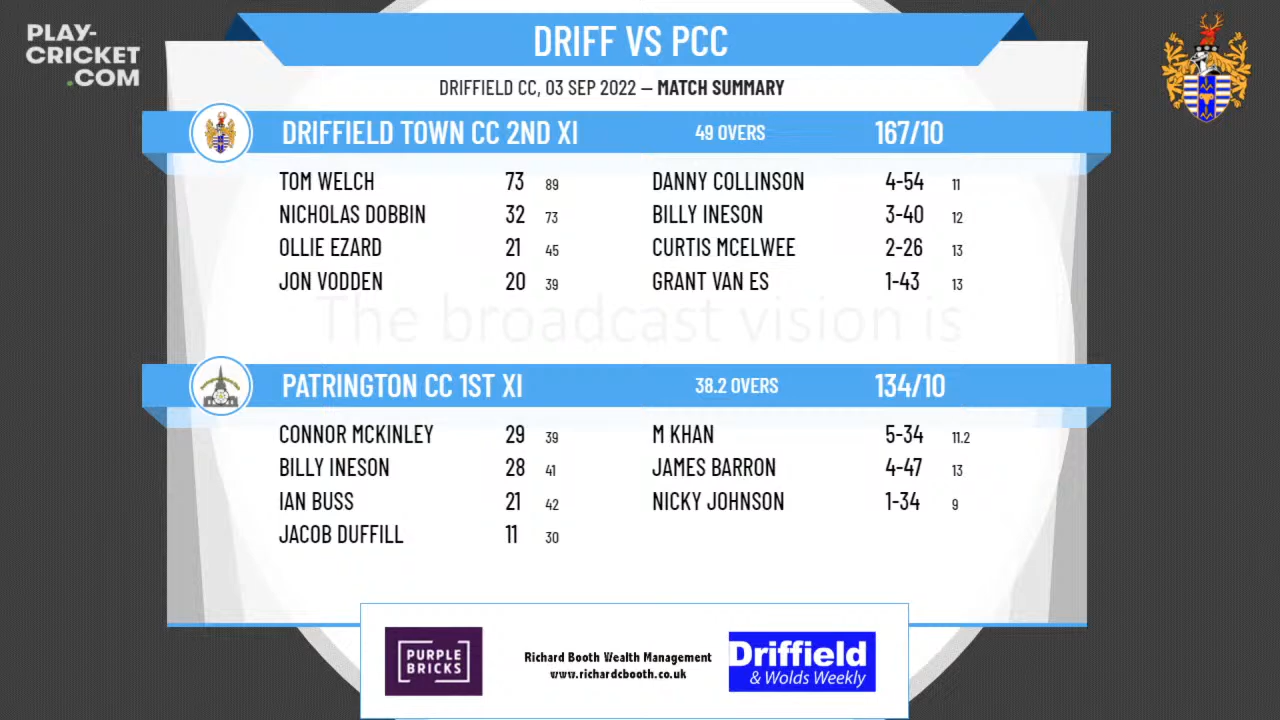 PLAY-
CRICKET
.COM
DRIFF VS PCC
DRIFFIELD CC, 03 SEP 2022 – MATCH SUMMARY
DRIFFIELD TOWN CC 2ND XI 49 OVERS 167/10
TOM WELCH 73 89 DANNY COLLINSON 4-54 11
NICHOLAS DOBBIN 32 73 BILLY INESON 3-40 12
OLLIE EZARD 21 45 CURTIS MCELWEE 2-26 13
JON VODDEN 20 39 GRANT VAN ES 1-43 13
The broadcast vision is
PATRINGTON CC 1ST XI 38.2 OVERS 134/10
CONNOR MCKINLEY 29 39 M KHAN 5-34 11.2
BILLY INESON 28 41 JAMES BARRON 4-47 13
IAN BUSS 21 42 NICKY JOHNSON 1-34 9
JACOB DUFFILL 11 30
PURPLE
BRICKS
Richard Booth Wealth Management
www.richardcbooth.co.uk
Driffield
& Wolds Weekly